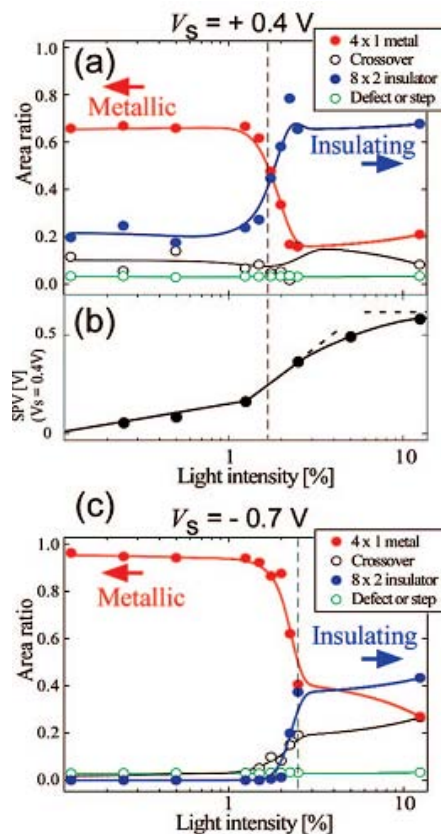 Vs = + 0.4 V
(a)
4 x 1 metal
Crossover
8 x 2 insulator
Defect or step
Metallic
Insulating
Area ratio
1.0
0.8
0.6
0.4
0.2
0.0
(b)
SPV [V]
(Vs = 0.4V)
0.5
0
1
10
Light intensity [%]
(c)
Vs = - 0.7 V
4 x 1 metal
Crossover
8 x 2 insulator
Defect or step
Metallic
Insulating
Area ratio
1.0
0.8
0.6
0.4
0.2
0.0
1
10
Light intensity [%]